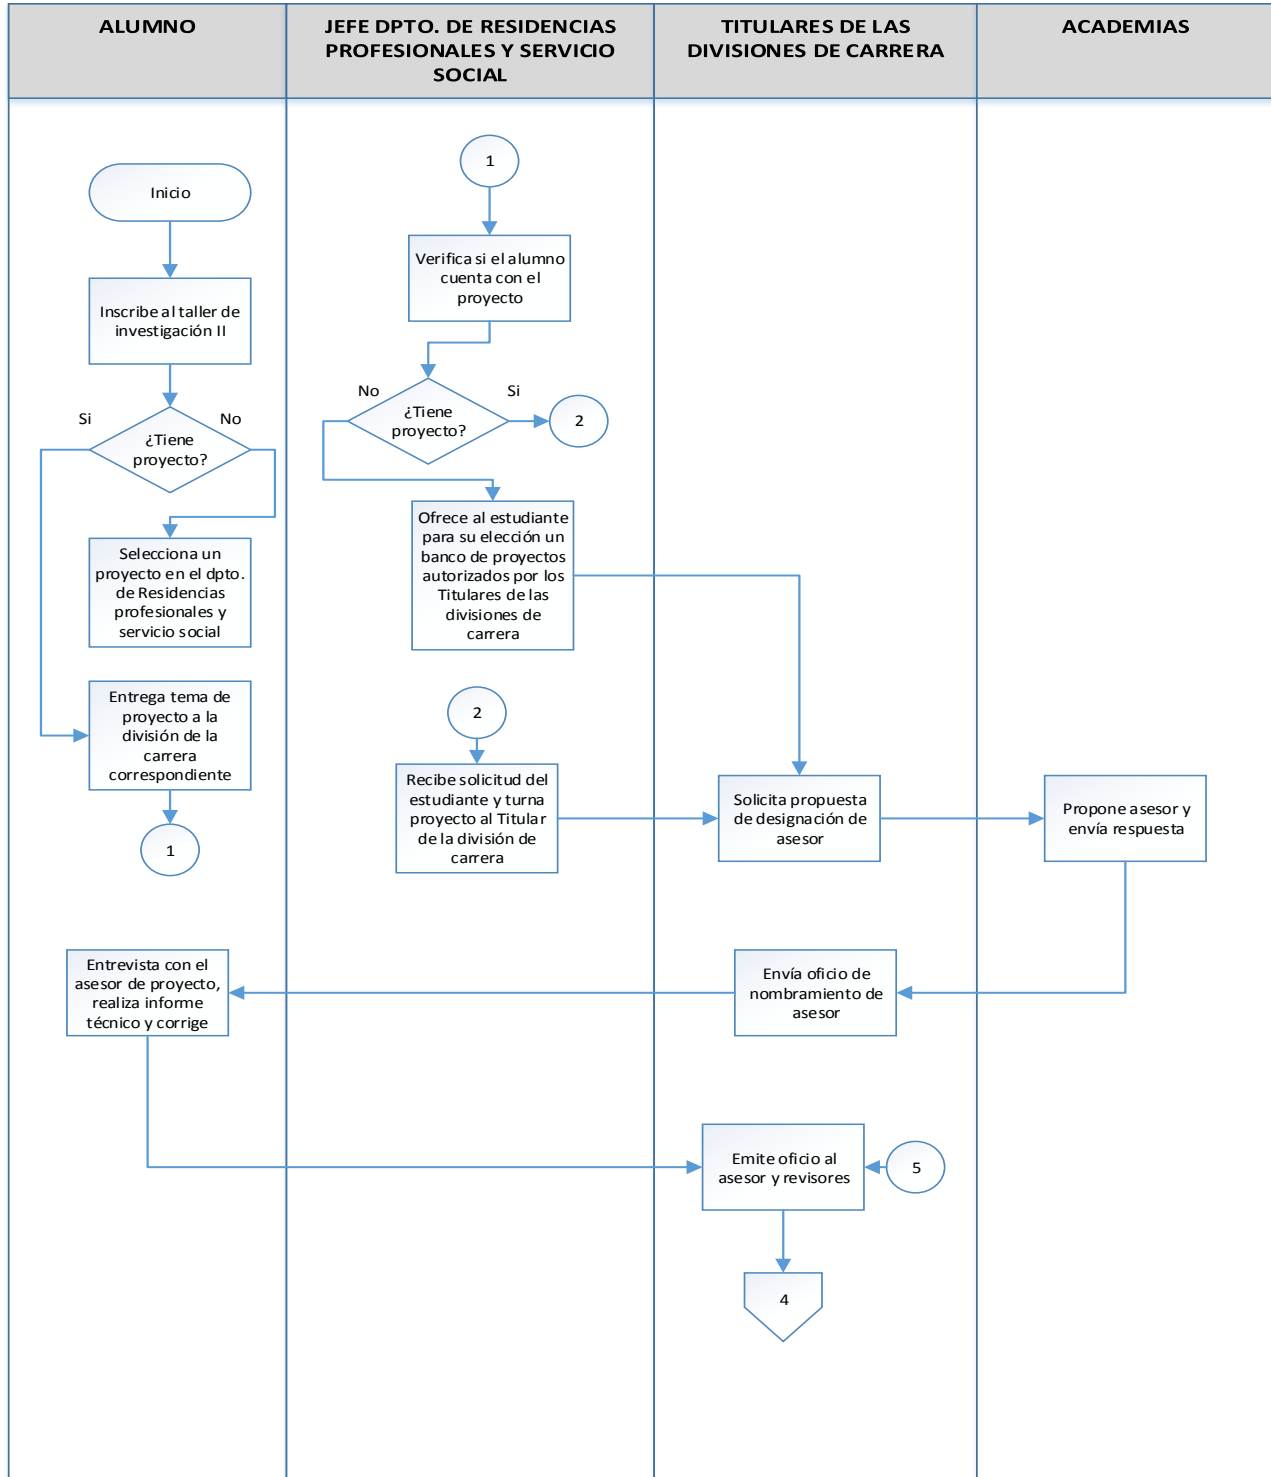 ALUMNO
JEFE DPTO. DE RESIDENCIAS
PROFESIONALES Y SERVICIO
SOCIAL
TITULARES DE LAS
DIVISIONES DE CARRERA
ACADEMIAS
Inicio
Inscribe al taller de
investigación II
Si
No
¿Tiene
proyecto?
Selecciona un
proyecto en el dpto.
de Residencias
profesionales y
servicio social
Entrega tema de
proyecto a la
división de la
carrera
correspondiente
1
1
Verifica si el alumno
cuenta con el
proyecto
No
Si
¿Tiene
proyecto?
2
Ofrece al estudiante
para su elección un
banco de proyectos
autorizados por los
Titulares de las
divisiones de
carrera
2
Recibe solicitud del
estudiante y turna
proyecto al Titular
de la división de
carrera
Solicita propuesta
de designación de
asesor
Propone asesor y
envía respuesta
Envía oficio de
nombramiento de
asesor
Entrevista con el
asesor de proyecto,
realiza informe
técnico y corrige
Emite oficio al
asesor y revisores
5
4